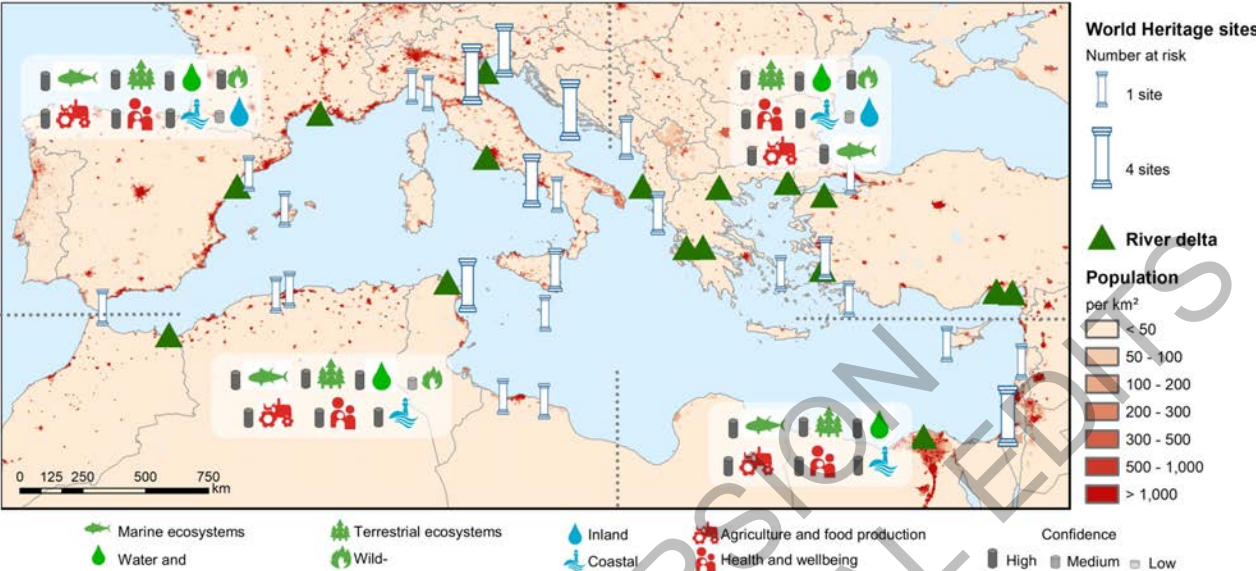 World Heritage sites
Number at risk
1 site
4 sites
River delta
Population
per km²
< 50
50 - 100
100 - 200
200 - 300
300 - 500
500 - 1,000
> 1,000
0 125 250 500 750
km
Marine ecosystems
Terrestrial ecosystems
Inland
Agriculture and food production
Confidence
Water and
Wild-
Coastal
Health and wellbeing
High
Medium
Low
RSION
L EDITS